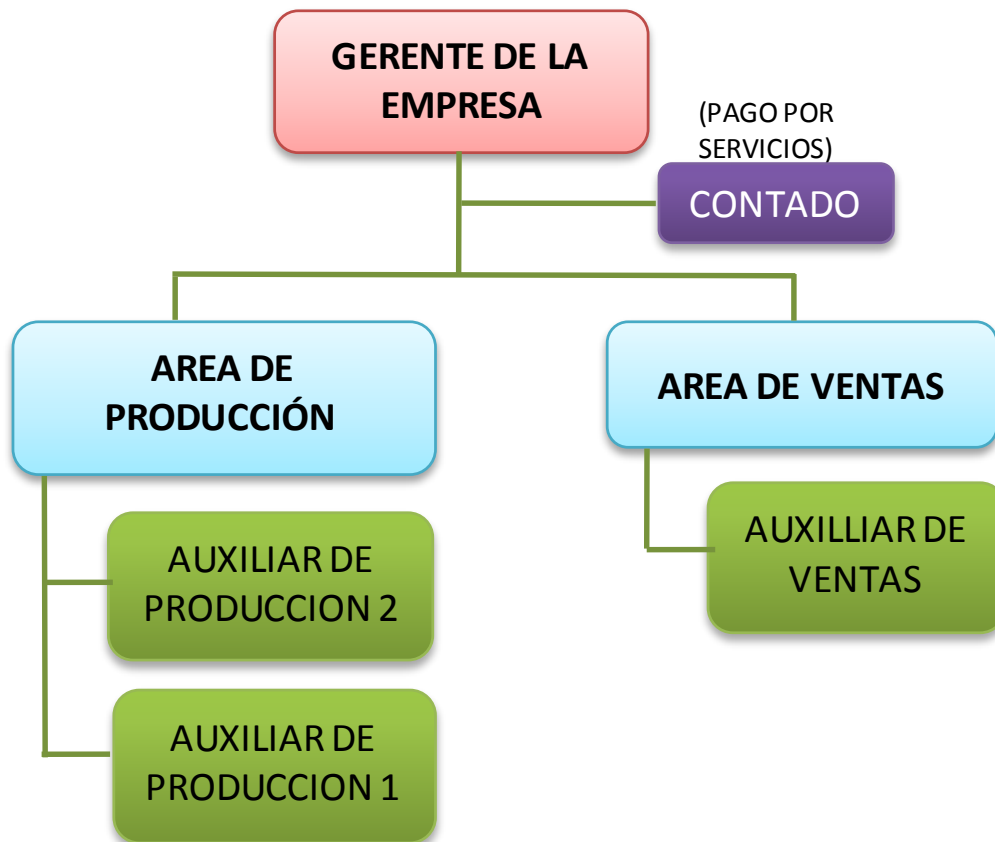 GERENTE DE LA
EMPRESA
(PAGO POR
SERVICIOS)
CONTADO
AREA DE
PRODUCCIÓN
AREA DE VENTAS
AUXILIAR DE
PRODUCCION 2
AUXILLIAR DE
VENTAS
AUXILIAR DE
PRODUCCION 1